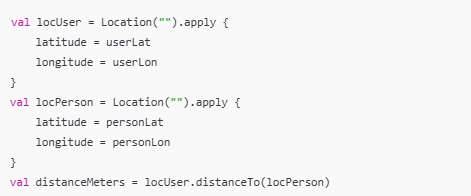 val locUser = Location("").apply {
    latitude = userLat
    longitude = userLon
}
val locPerson = Location("").apply {
    latitude = personLat
    longitude = personLon
}
val distanceMeters = locUser.distanceTo(locPerson)